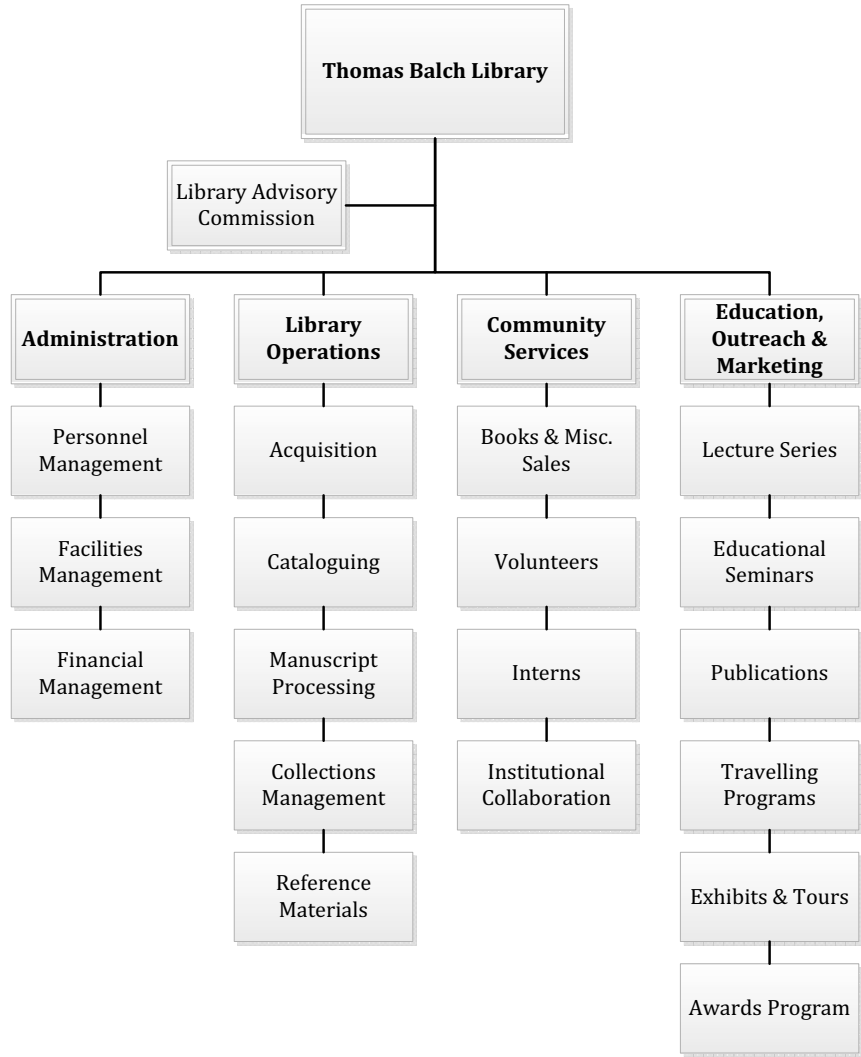 Thomas Balch Library
Library Advisory
Commission
Administration
Library
Operations
Community
Services
Education,
Outreach &
Marketing
Personnel
Management
Acquisition
Books & Misc.
Sales
Lecture Series
Facilities
Management
Cataloguing
Volunteers
Educational
Seminars
Financial
Management
Manuscript
Processing
Interns
Publications
Collections
Management
Institutional
Collaboration
Travelling
Programs
Reference
Materials
Exhibits & Tours
Awards Program